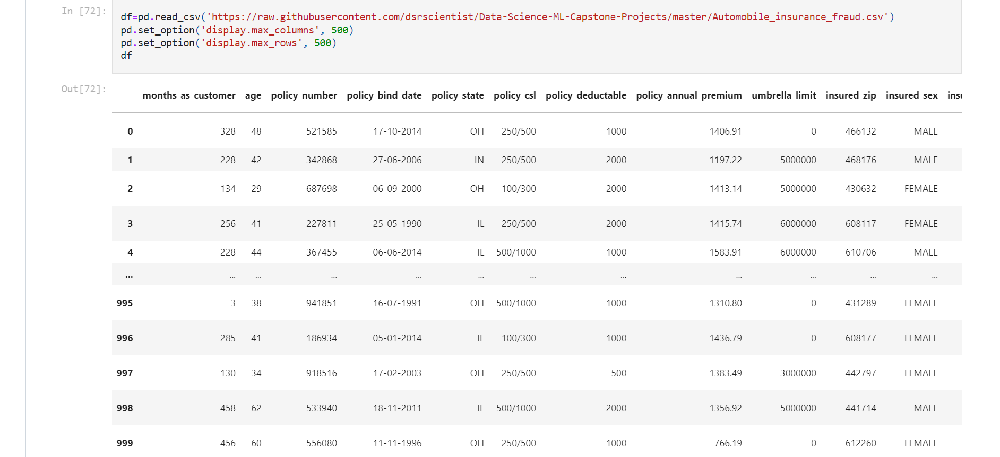 In [72]:
df=pd.read_csv('https://raw.githubusercontent.com/dsrscientist/Data-Science-ML-Capstone-Projects/master/Automobile_insurance_fraud.csv')
pd.set_option('display.max_columns', 500)
pd.set_option('display.max_rows', 500)
df
Out[72]:
months_as_customer age policy_number policy_bind_date policy_state policy_csl policy_deductable policy_annual_premium umbrella_limit insured_zip insured_sex
0 328 48 521585 17-10-2014 OH 250/500 1000 1406.91 0 466132 MALE
1 228 42 342868 27-06-2006 IN 250/500 2000 1197.22 5000000 468176 MALE
2 134 29 687698 06-09-2000 OH 100/300 2000 1413.14 5000000 430632 FEMALE
3 256 41 227811 25-05-1990 IL 250/500 2000 1415.74 6000000 608117 FEMALE
4 228 44 367455 06-06-2014 IL 500/1000 1000 1583.91 6000000 610706 MALE
... ... ... ... ... ... ... ... ... ... ... ...
995 3 38 941851 16-07-1991 OH 500/1000 1000 1310.80 0 431289 FEMALE
996 285 41 186934 05-01-2014 IL 100/300 1000 1436.79 0 608177 FEMALE
997 130 34 918516 17-02-2003 OH 250/500 500 1383.49 3000000 442797 FEMALE
998 458 62 533940 18-11-2011 IL 500/1000 2000 1356.92 5000000 441714 MALE
999 456 60 556080 11-11-1996 OH 250/500 1000 766.19 0 612260 FEMALE